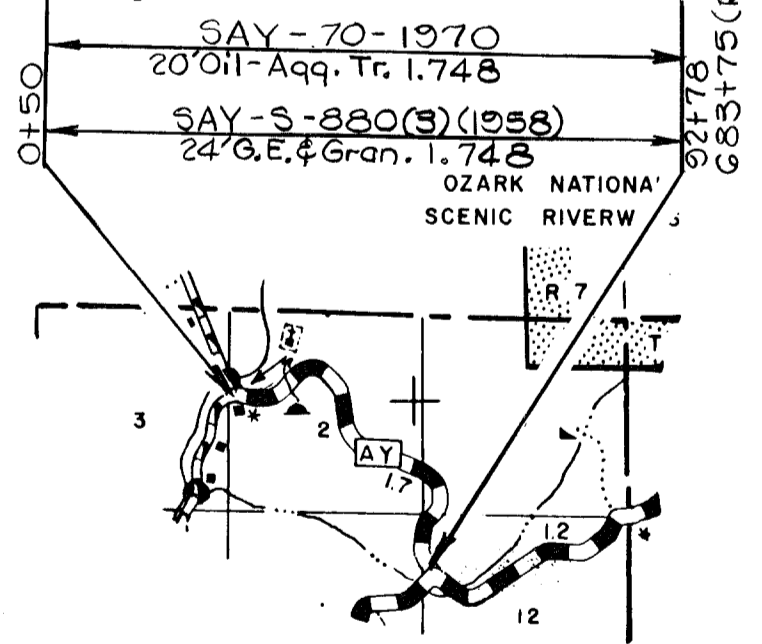 SAY-70-1970
20' Oil-Agg. Tr. 1.748
SAY-S-880(3)(1958)
24' G.E. & Gran. 1.748
0+50
92+78
683+75(
OZARK NATIONA
SCENIC RIVERW S
R 7
T
3
2
AY
1.7
1.2
12